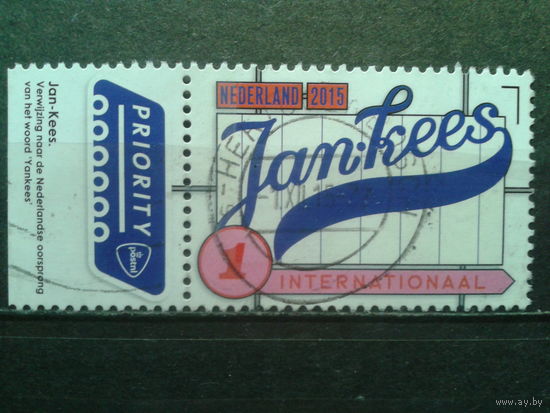 Jan-Kees.
Verwijzing naar de Nederlandse oorsprong
van het woord 'Yankees'
PRIORITY
postnl
NEDERLAND 2015
Jan-kees
1
INTERNATIONAAL
www.ay.by